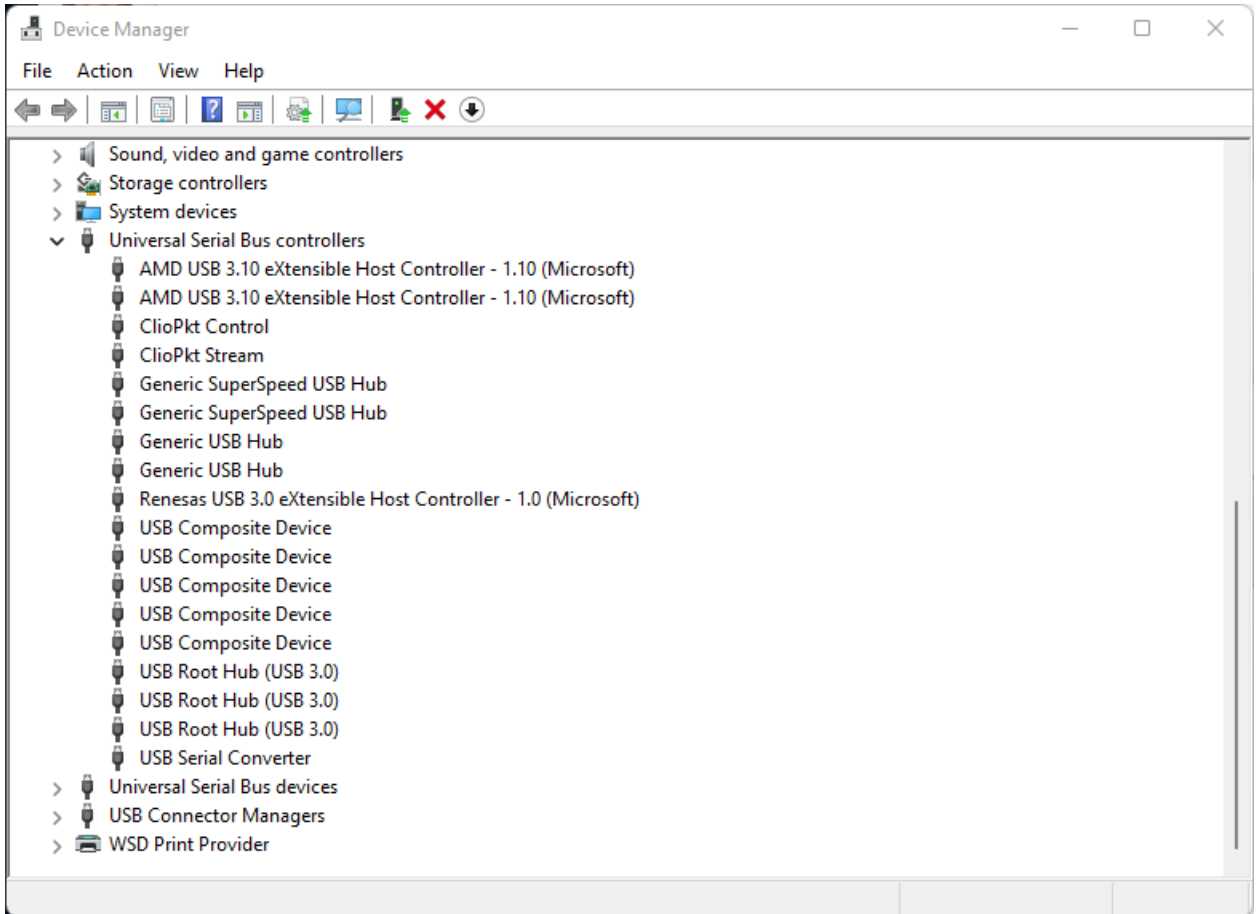 Device Manager
File Action View Help
Sound, video and game controllers
Storage controllers
System devices
Universal Serial Bus controllers
AMD USB 3.10 eXtensible Host Controller - 1.10 (Microsoft)
AMD USB 3.10 eXtensible Host Controller - 1.10 (Microsoft)
ClioPkt Control
ClioPkt Stream
Generic SuperSpeed USB Hub
Generic SuperSpeed USB Hub
Generic USB Hub
Generic USB Hub
Renesas USB 3.0 eXtensible Host Controller - 1.0 (Microsoft)
USB Composite Device
USB Composite Device
USB Composite Device
USB Composite Device
USB Composite Device
USB Root Hub (USB 3.0)
USB Root Hub (USB 3.0)
USB Root Hub (USB 3.0)
USB Serial Converter
Universal Serial Bus devices
USB Connector Managers
WSD Print Provider